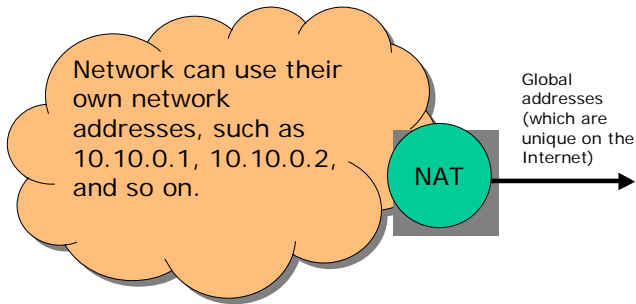 Network can use their
own network
addresses, such as
10.10.0.1, 10.10.0.2,
and so on.
NAT
Global
addresses
(which are
unique on the
Internet)